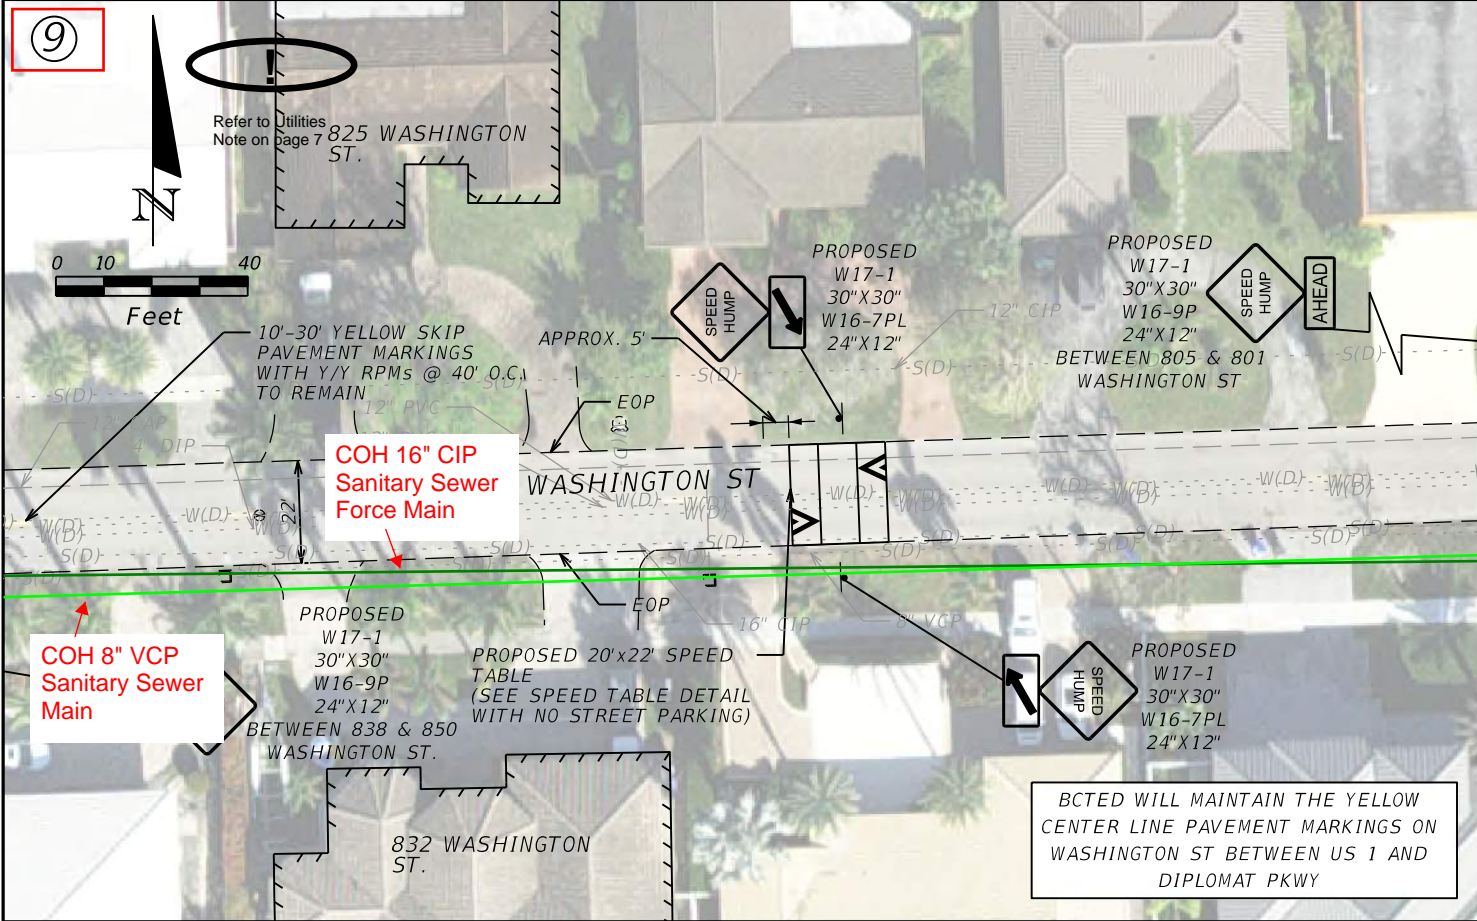 9
!
Refer to Utilities
Note on page 7
825 WASHINGTON
ST.
N
0 10 40
Feet
10'-30' YELLOW SKIP
PAVEMENT MARKINGS
WITH Y/Y RPMs @ 40' O.C.
TO REMAIN
APPROX. 5'
SPEED
HUMP
PROPOSED
W17-1
30"X30"
W16-7PL
24"X12"
12" CIP
PROPOSED
W17-1
30"X30"
W16-9P
24"X12"
BETWEEN 805 & 801
WASHINGTON ST
SPEED
HUMP
AHEAD
S(D)
S(D)
S(D)
S(D)
12" PVC
EOP
4" DIP
COH 16" CIP
Sanitary Sewer
Force Main
WASHINGTON ST
22'
W(D)
W(D)
W(D)
W(D)
W(D)
W(D)
W(D)
W(D)
W(D)
S(D)
S(D)
S(D)
S(D)
S(D)
S(D)
S(D)
EOP
16" CIP
8" VCP
COH 8" VCP
Sanitary Sewer
Main
PROPOSED
W17-1
30"X30"
W16-9P
24"X12"
BETWEEN 838 & 850
WASHINGTON ST.
PROPOSED 20'x22' SPEED
TABLE
(SEE SPEED TABLE DETAIL
WITH NO STREET PARKING)
SPEED
HUMP
PROPOSED
W17-1
30"X30"
W16-7PL
24"X12"
832 WASHINGTON
ST.
BCTED WILL MAINTAIN THE YELLOW
CENTER LINE PAVEMENT MARKINGS ON
WASHINGTON ST BETWEEN US 1 AND
DIPLOMAT PKWY